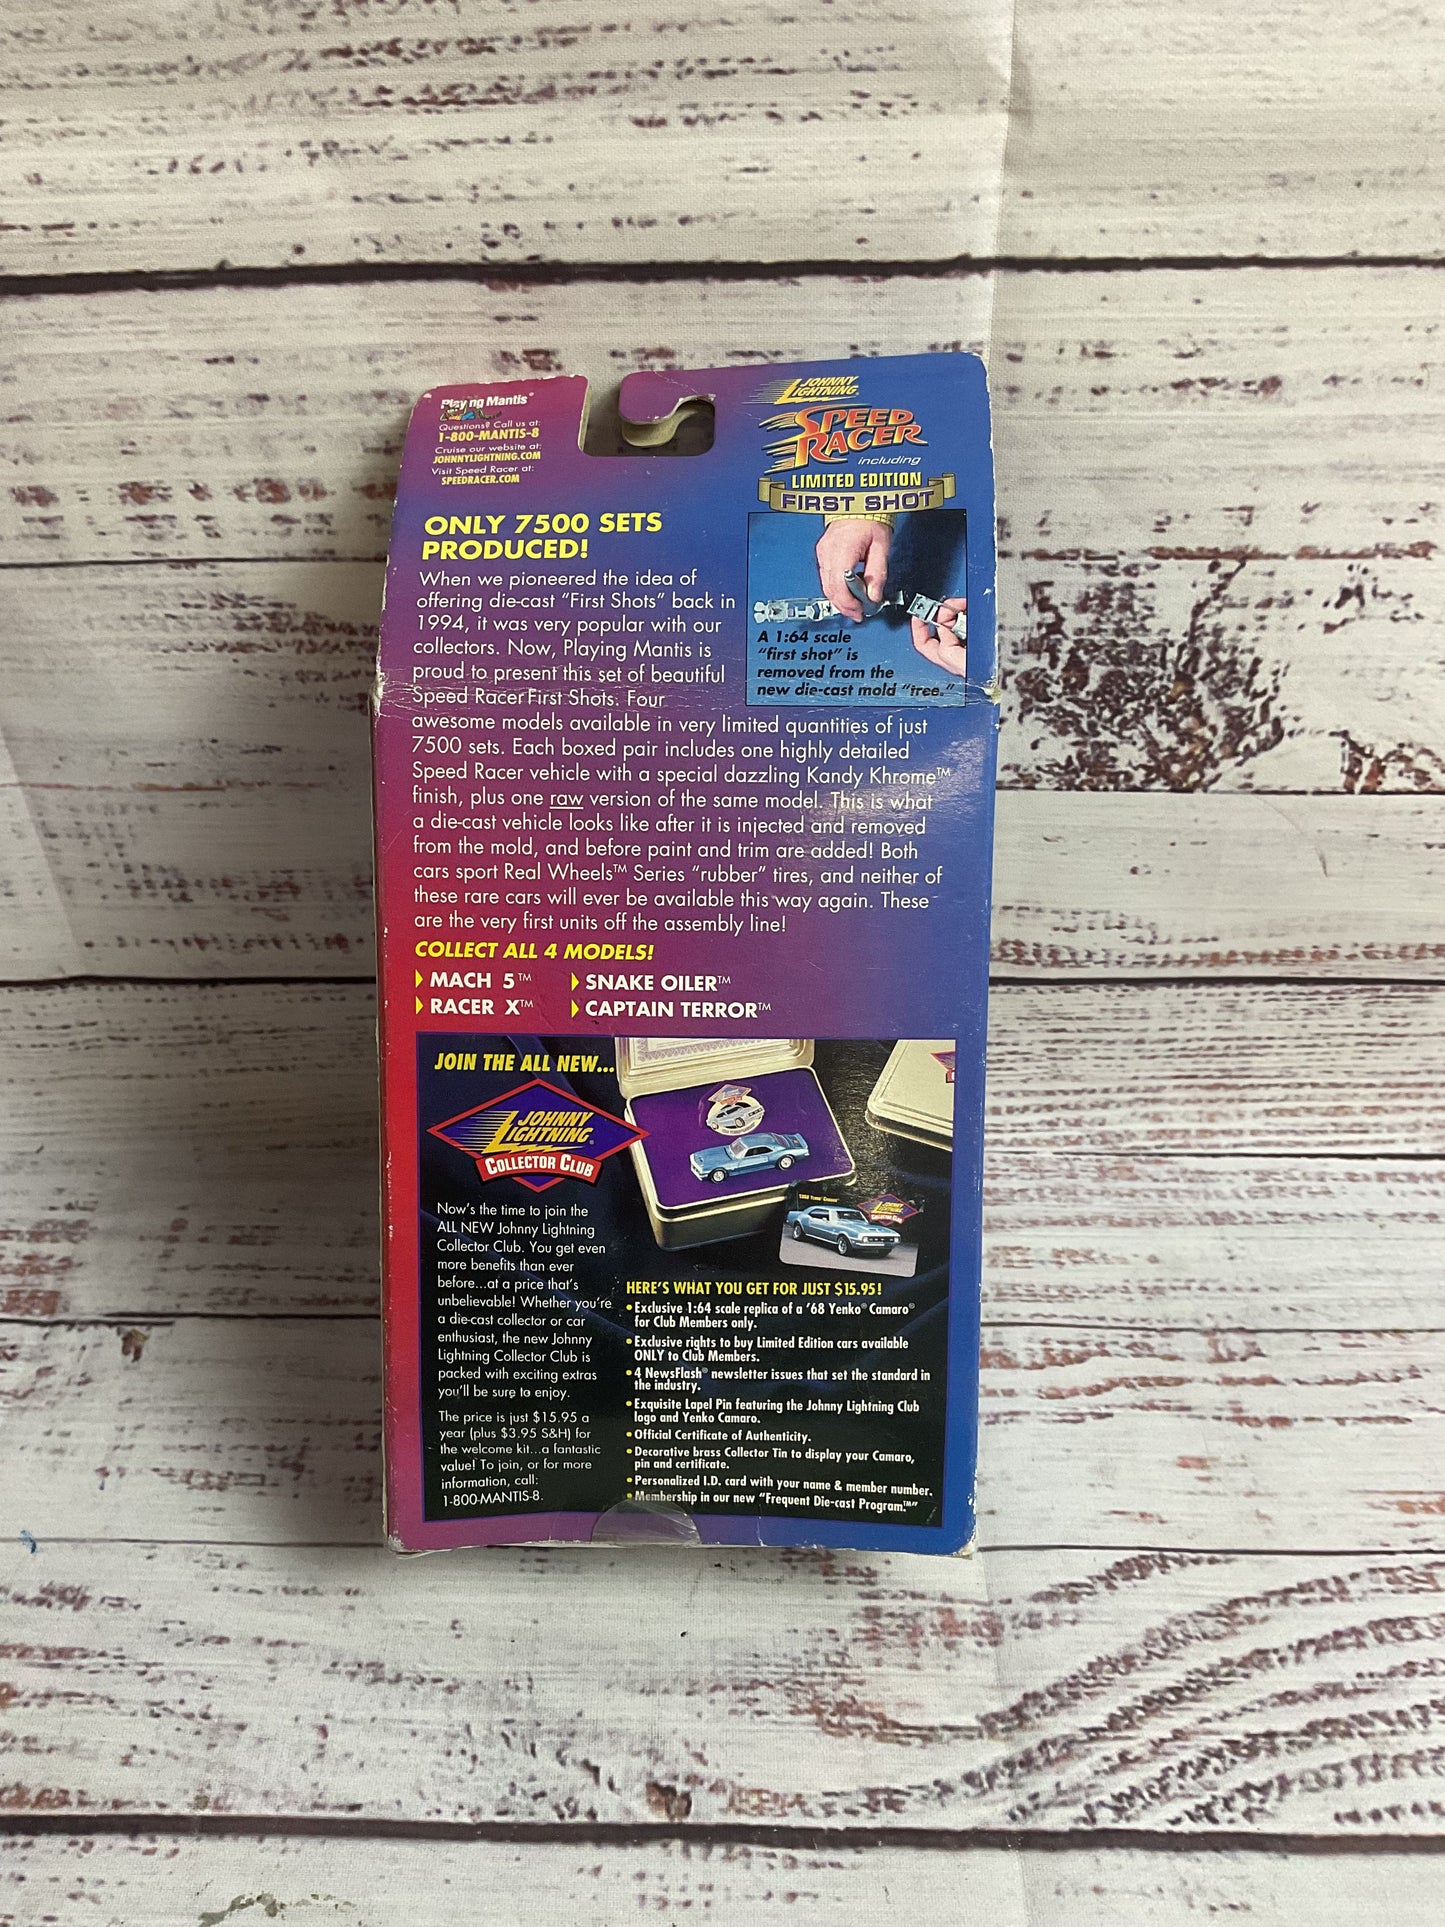 Playing Mantis®
Questions? Call us at:
1-800-MANTIS-8
Cruise our website at:
JOHNNYLIGHTNING.COM
Visit Speed Racer at:
SPEEDRACER.COM
JOHNNY
LIGHTNING
SPEED
RACER
including
LIMITED EDITION
FIRST SHOT
ONLY 7500 SETS
PRODUCED!
When we pioneered the idea of
offering die-cast "First Shots" back in
1994, it was very popular with our
collectors. Now, Playing Mantis is
proud to present this set of beautiful
Speed Racer First Shots. Four
awesome models available in very limited quantities of just
7500 sets. Each boxed pair includes one highly detailed
Speed Racer vehicle with a special dazzling Kandy Khrome™
finish, plus one raw version of the same model. This is what
a die-cast vehicle looks like after it is injected and removed
from the mold, and before paint and trim are added! Both
cars sport Real Wheels™ Series "rubber" tires, and neither of
these rare cars will ever be available this way again. These
are the very first units off the assembly line!
A 1:64 scale
"first shot" is
removed from the
new die-cast mold "tree."
COLLECT ALL 4 MODELS!
MACH 5™
SNAKE OILER™
RACER X™
CAPTAIN TERROR™
JOIN THE ALL NEW...
JOHNNY
LIGHTNING®
COLLECTOR CLUB
Now's the time to join the
ALL NEW Johnny Lightning
Collector Club. You get even
more benefits than ever
before...at a price that's
unbelievable! Whether you're
a die-cast collector or car
enthusiast, the new Johnny
Lightning Collector Club is
packed with exciting extras
you'll be sure to enjoy.
The price is just $15.95 a
year (plus $3.95 S&H) for
the welcome kit...a fantastic
value! To join, or for more
information, call:
1-800-MANTIS-8.
1968 Yenko Camaro
JOHNNY
LIGHTNING
COLLECTOR CLUB
HERE'S WHAT YOU GET FOR JUST $15.95!
• Exclusive 1:64 scale replica of a '68 Yenko® Camaro®
for Club Members only.
• Exclusive rights to buy Limited Edition cars available
ONLY to Club Members.
• 4 NewsFlash® newsletter issues that set the standard in
the industry.
• Exquisite Lapel Pin featuring the Johnny Lightning Club
logo and Yenko Camaro.
• Official Certificate of Authenticity.
• Decorative brass Collector Tin to display your Camaro,
pin and certificate.
• Personalized I.D. card with your name & member number.
• Membership in our new "Frequent Die-cast Program.™"